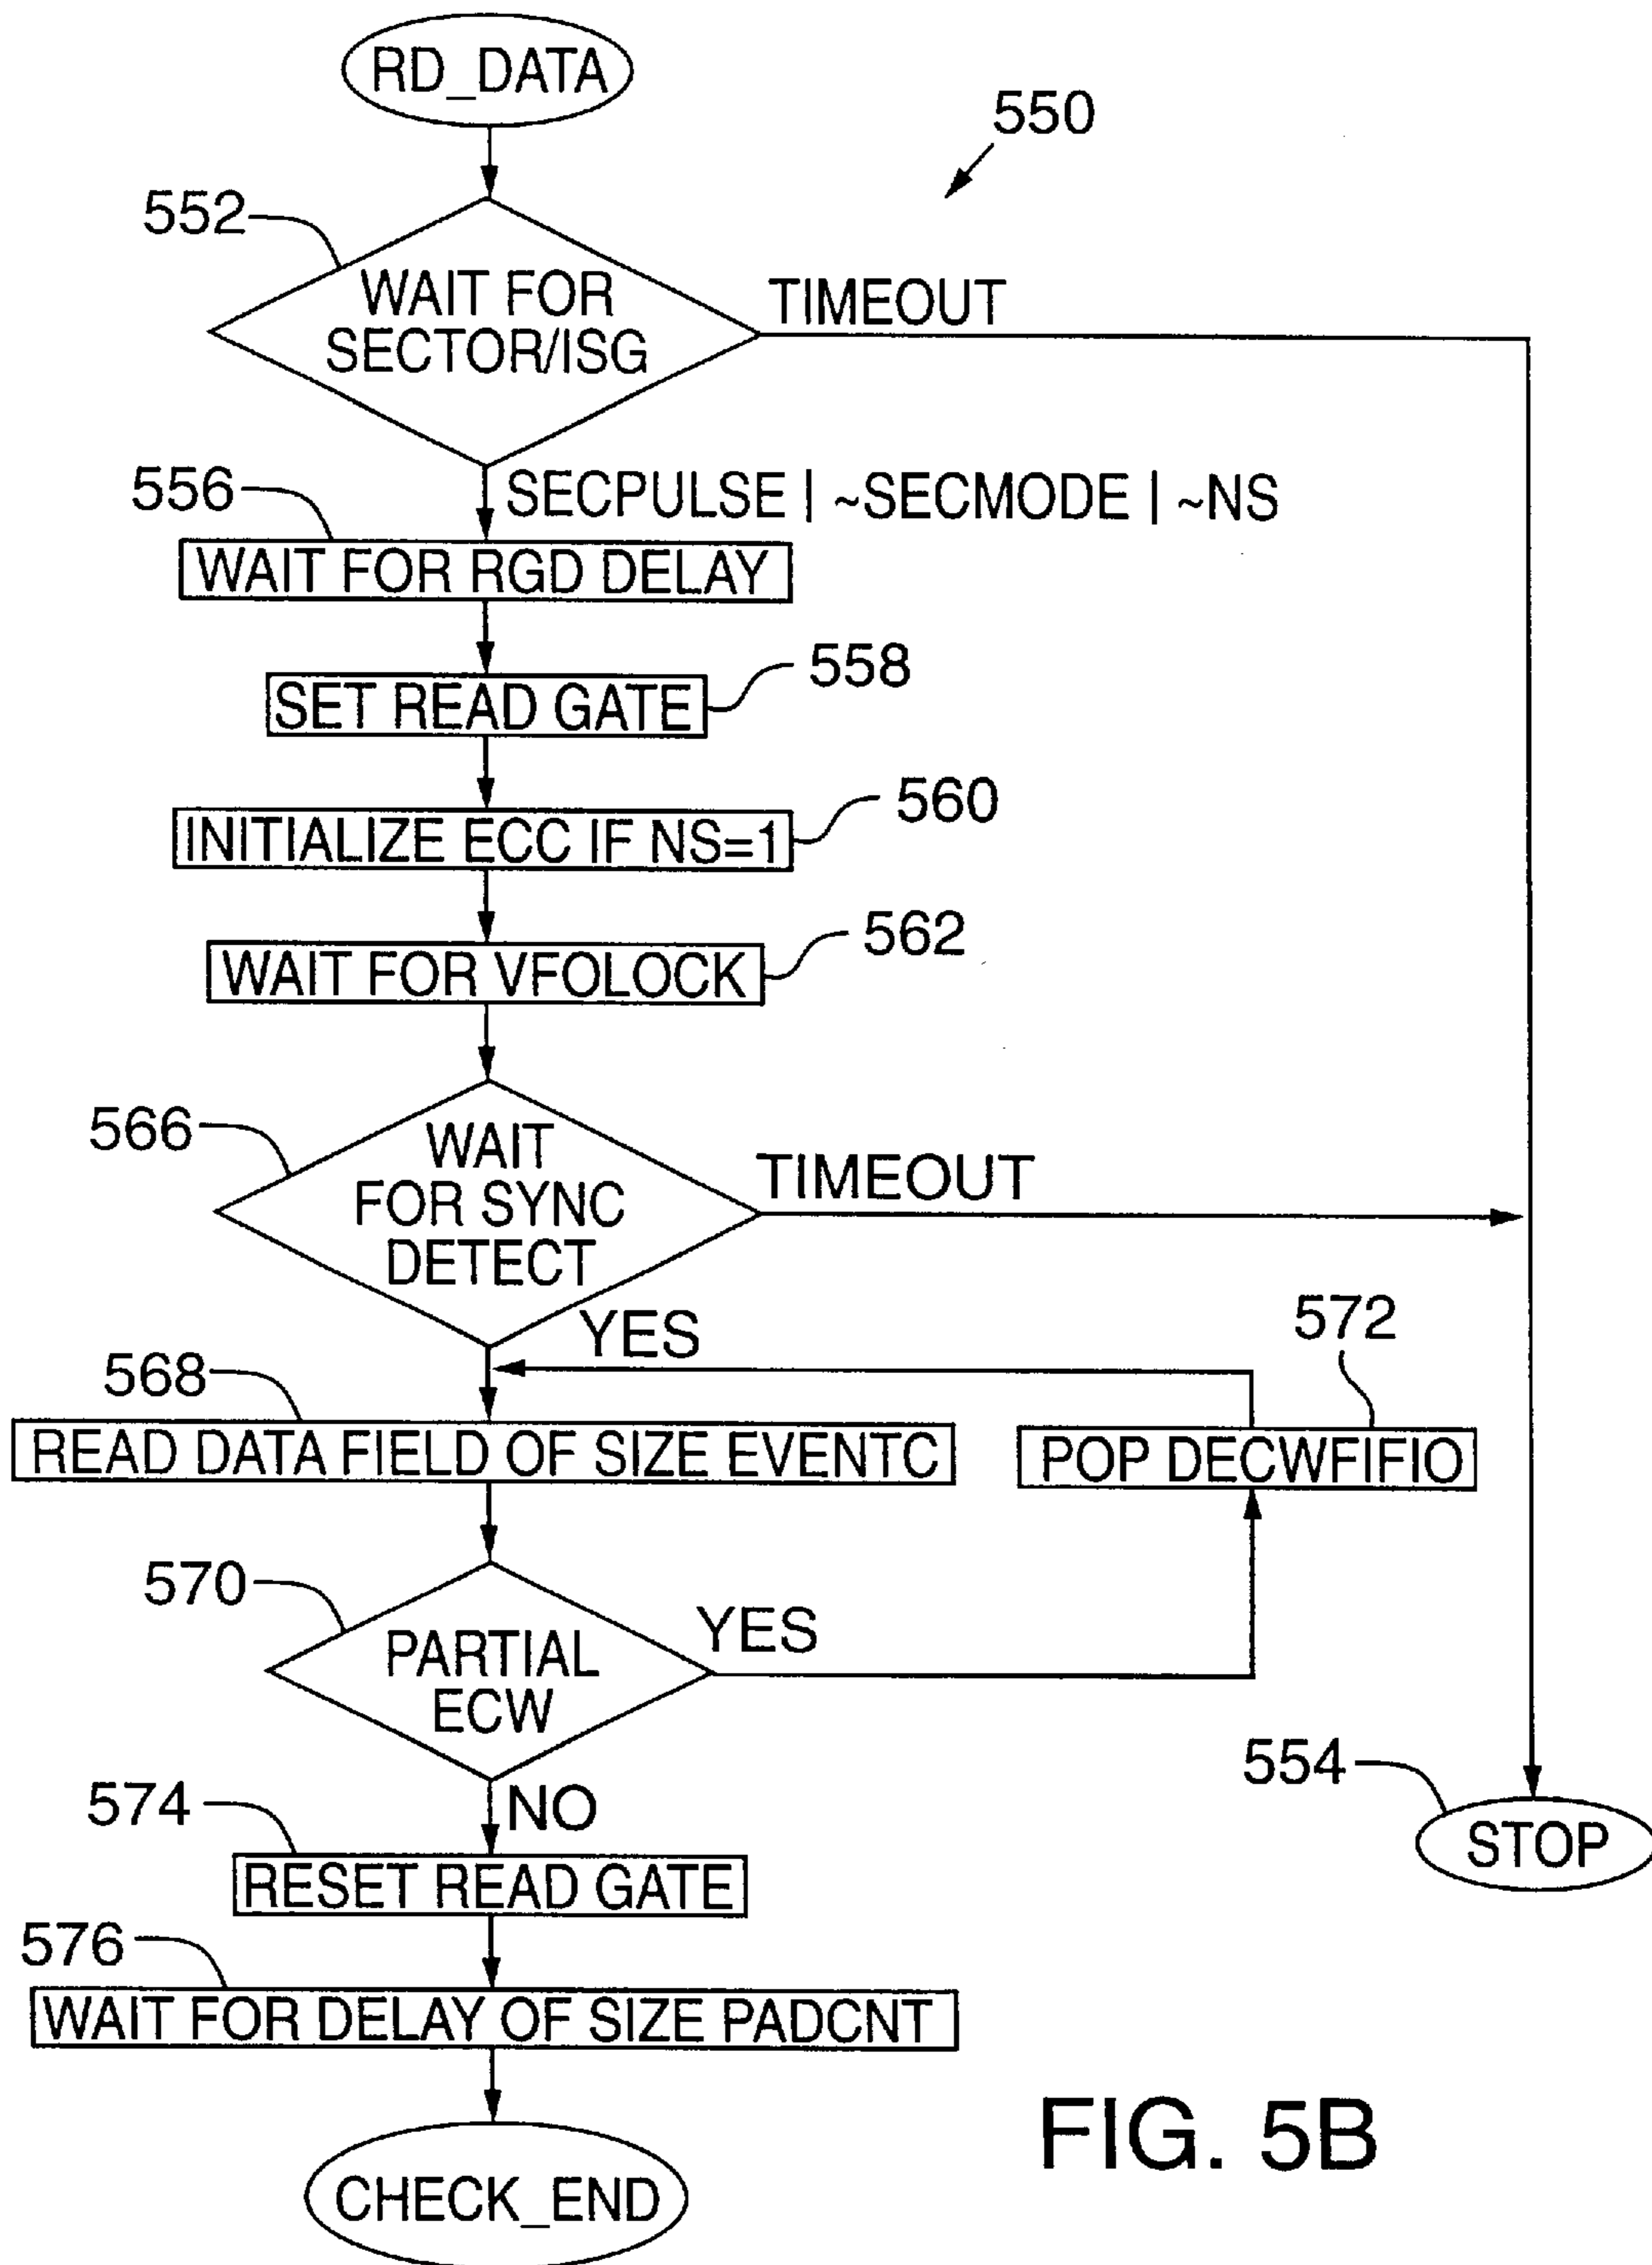 RD_DATA
550
552
WAIT FOR
SECTOR/ISG
TIMEOUT
SECPULSE | ~SECMODE | ~NS
556
WAIT FOR RGD DELAY
558
SET READ GATE
560
INITIALIZE ECC IF NS=1
562
WAIT FOR VFOLOCK
566
WAIT
FOR SYNC
DETECT
TIMEOUT
YES
572
568
READ DATA FIELD OF SIZE EVENTC
POP DECWFIFIO
570
PARTIAL
ECW
YES
554
STOP
NO
574
RESET READ GATE
576
WAIT FOR DELAY OF SIZE PADCNT
CHECK_END
FIG. 5B